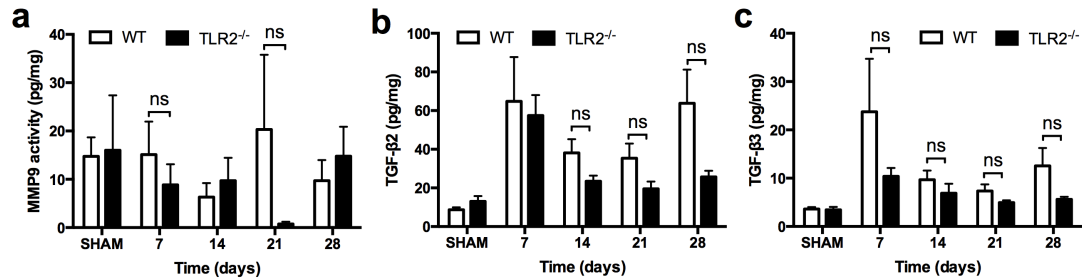 a
WT TLR2-/-
MMP9 activity (pg/mg)
40
30
20
10
0
ns
ns
SHAM 7 14 21 28
Time (days)
b
WT TLR2-/-
TGF-β2 (pg/mg)
100
80
60
40
20
0
ns
ns
ns
SHAM 7 14 21 28
Time (days)
c
WT TLR2-/-
TGF-β3 (pg/mg)
40
30
20
10
0
ns
ns
ns
ns
SHAM 7 14 21 28
Time (days)